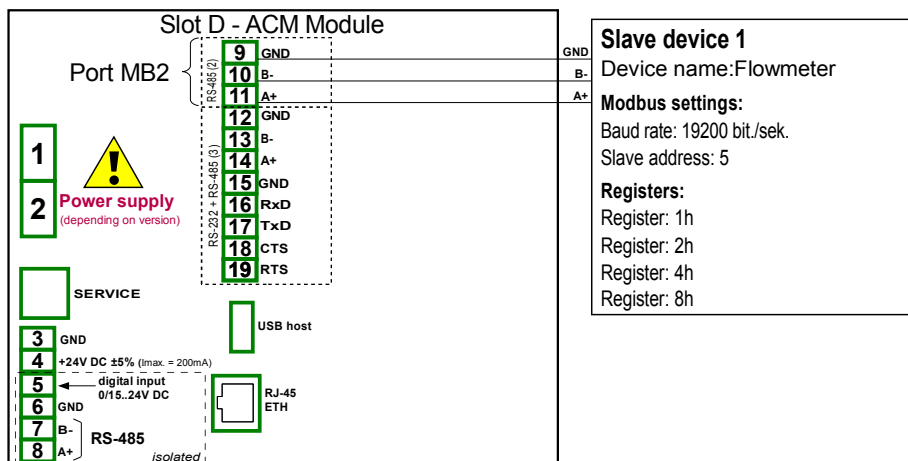 Slot D - ACM Module
Port MB2
RS-485 (2)
9 GND
10 B-
11 A+
RS-232 + RS-485 (3)
12 GND
13 B-
14 A+
15 GND
16 RxD
17 TxD
18 CTS
19 RTS
GND
B-
A+
Slave device 1
Device name:Flowmeter
Modbus settings:
Baud rate: 19200 bit./sek.
Slave address: 5
Registers:
Register: 1h
Register: 2h
Register: 4h
Register: 8h
1
2
Power supply
(depending on version)
SERVICE
USB host
3 GND
4 +24V DC ±5% (Imax. = 200mA)
5 digital input
0/15..24V DC
6 GND
7 B-
8 A+
RS-485
isolated
RJ-45
ETH